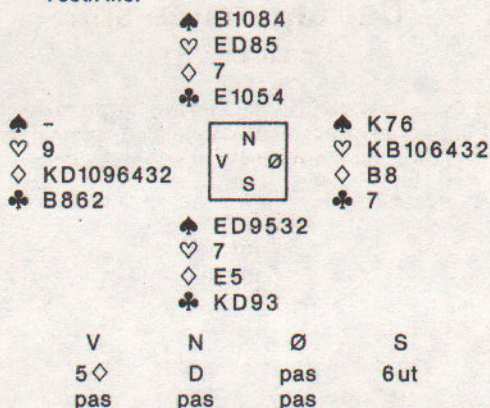 ♠ B1084
♡ ED85
◇ 7
♣ E1054
♠ –
♡ 9
◇ KD1096432
♣ B862
N
V Ø
S
♠ K76
♡ KB106432
◇ B8
♣ 7
♠ ED9532
♡ 7
◇ E5
♣ KD93
V N Ø S
5◇ D pas 6ut
pas pas pas